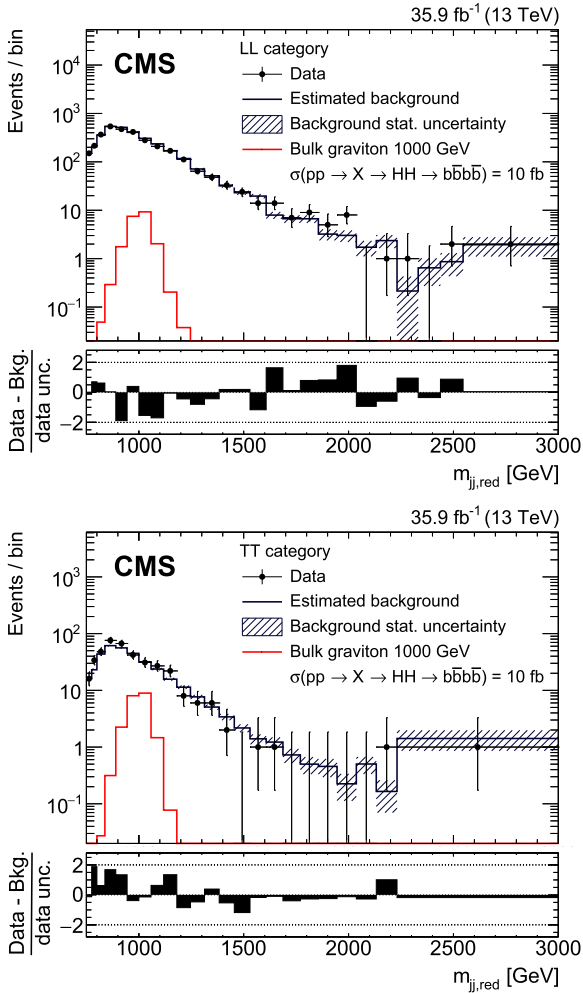 35.9 fb⁻¹ (13 TeV)
Events / bin
CMS
LL category
Data
Estimated background
Background stat. uncertainty
Bulk graviton 1000 GeV
σ(pp → X → HH → bb̅bb̅) = 10 fb
10⁴
10³
10²
10
1
10⁻¹
Data - Bkg.
data unc.
2
0
−2
1000 1500 2000 2500 3000
m_jj,red [GeV]
35.9 fb⁻¹ (13 TeV)
Events / bin
CMS
TT category
Data
Estimated background
Background stat. uncertainty
Bulk graviton 1000 GeV
σ(pp → X → HH → bb̅bb̅) = 10 fb
10³
10²
10
1
10⁻¹
Data - Bkg.
data unc.
2
0
−2
1000 1500 2000 2500 3000
m_jj,red [GeV]